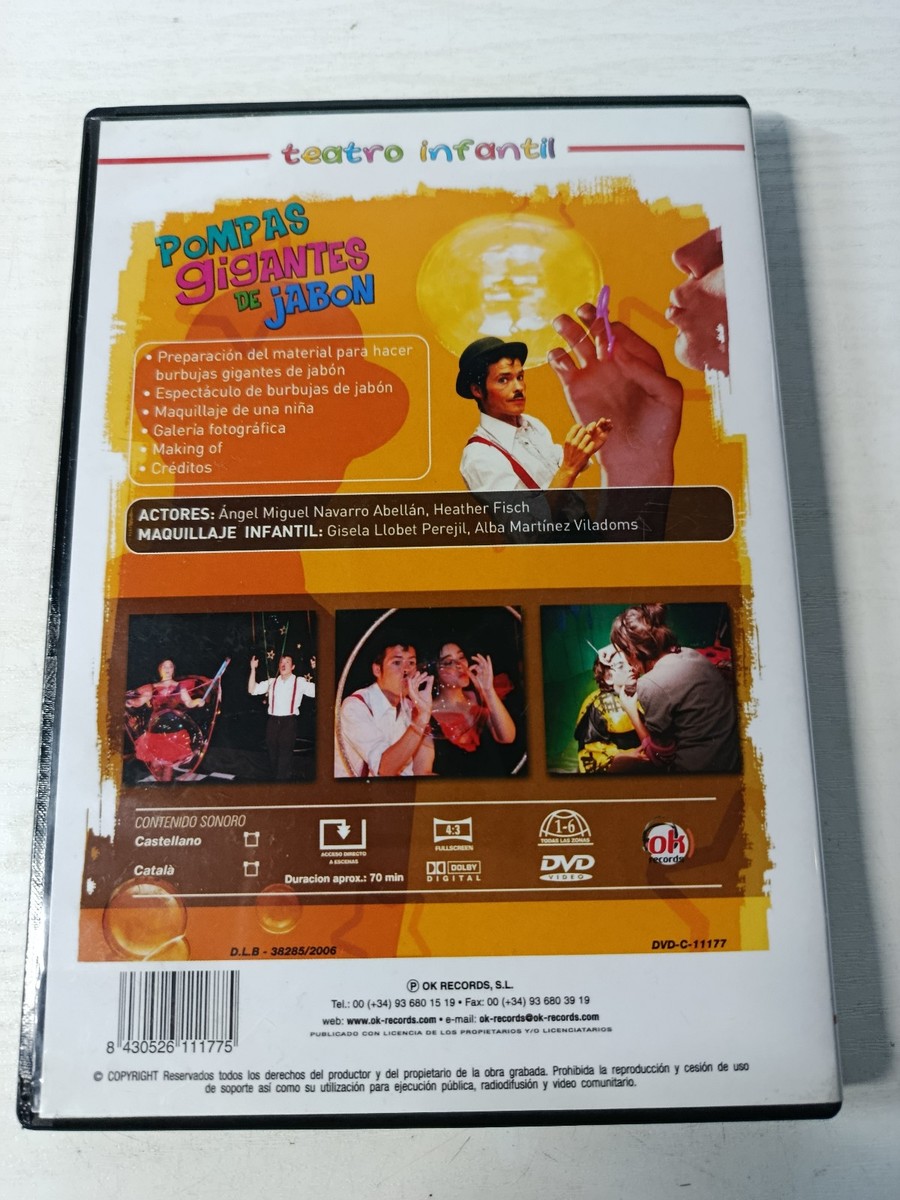 teatro infantil
POMPAS
GiGANTES
DE JABON
• Preparación del material para hacer
burbujas gigantes de jabón
• Espectáculo de burbujas de jabón
• Maquillaje de una niña
• Galería fotográfica
• Making of
• Créditos
ACTORES: Ángel Miguel Navarro Abellán, Heather Fisch
MAQUILLAJE INFANTIL: Gisela Llobet Perejil, Alba Martínez Viladoms
CONTENIDO SONORO
Castellano
Català
ACCESO DIRECTO
A ESCENAS
Duracion aprox.: 70 min
4:3
FULLSCREEN
DOLBY
DIGITAL
1-6
TODAS LAS ZONAS
DVD
VIDEO
ok
records
D.L.B - 38285/2006
DVD-C-11177
8 430526 111775
Ⓟ OK RECORDS, S.L.
Tel.: 00 (+34) 93 680 15 19 • Fax: 00 (+34) 93 680 39 19
web: www.ok-records.com • e-mail: ok-records@ok-records.com
PUBLICADO CON LICENCIA DE LOS PROPIETARIOS Y/O LICENCIATARIOS
© COPYRIGHT Reservados todos los derechos del productor y del propietario de la obra grabada. Prohibida la reproducción y cesión de uso
de soporte así como su utilización para ejecución pública, radiodifusión y video comunitario.